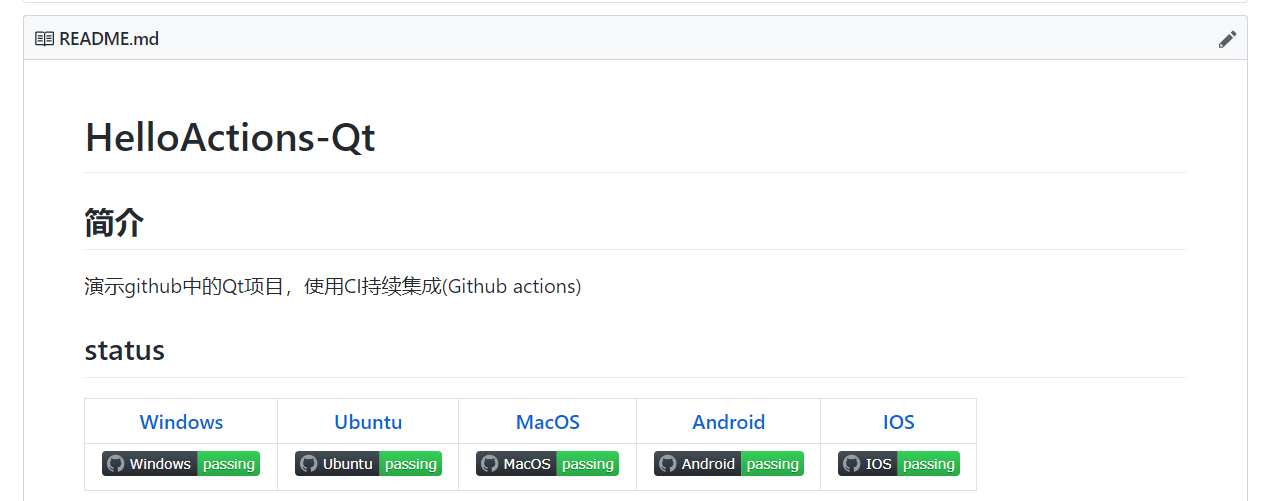 README.md
HelloActions-Qt
简介
演示github中的Qt项目，使用CI持续集成(Github actions)
status
Windows Ubuntu MacOS Android IOS
Windows passing Ubuntu passing MacOS passing Android passing IOS passing